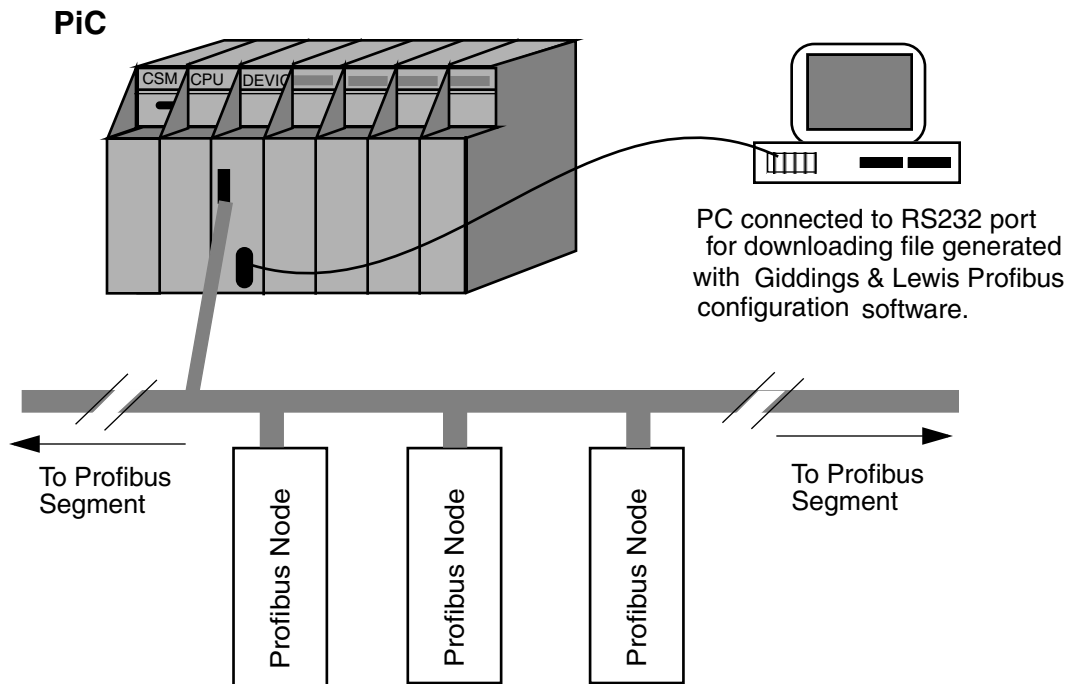 PiC
CSM CPU DEVIC
PC connected to RS232 port
for downloading file generated
with Giddings & Lewis Profibus
configuration software.
To Profibus
Segment
To Profibus
Segment
Profibus Node
Profibus Node
Profibus Node